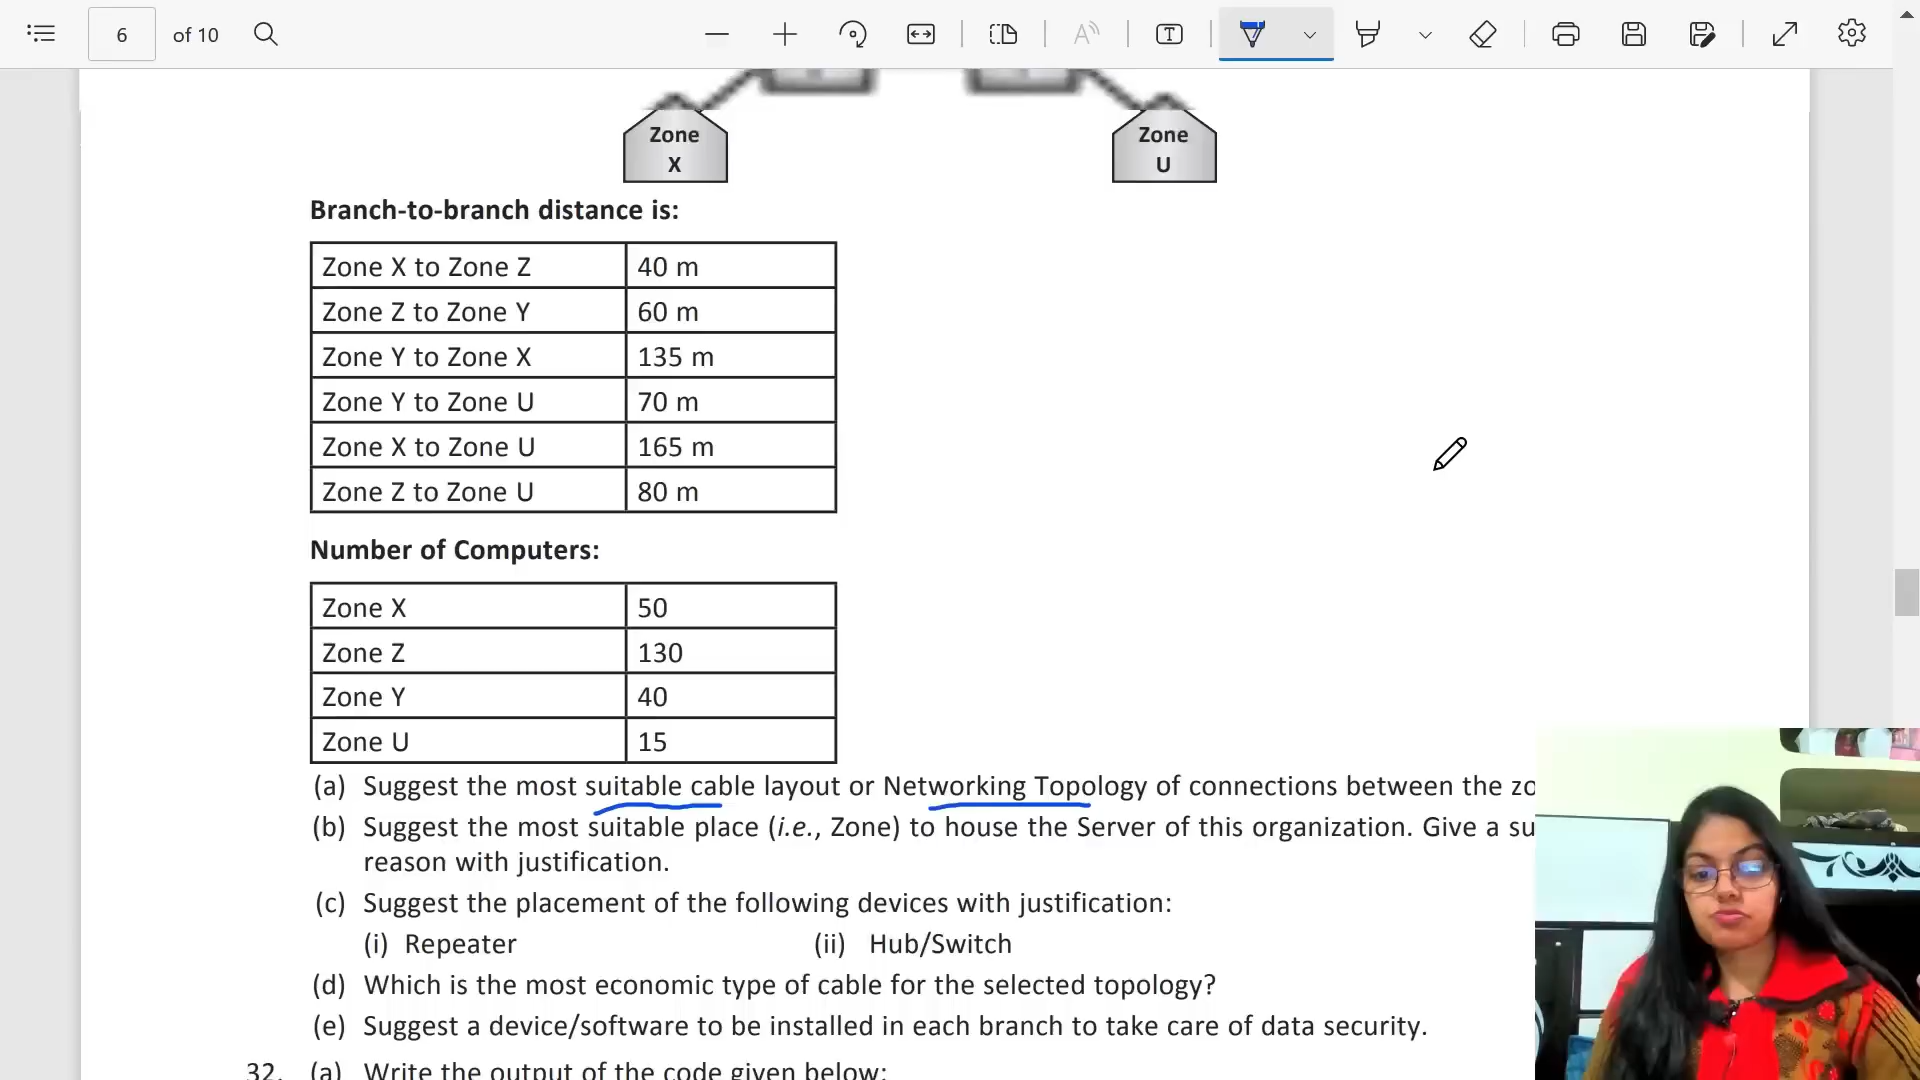 6 of 10
Zone
X
Zone
U
Branch-to-branch distance is:
Zone X to Zone Z 40 m
Zone Z to Zone Y 60 m
Zone Y to Zone X 135 m
Zone Y to Zone U 70 m
Zone X to Zone U 165 m
Zone Z to Zone U 80 m
Number of Computers:
Zone X 50
Zone Z 130
Zone Y 40
Zone U 15
(a) Suggest the most suitable cable layout or Networking Topology of connections between the zo
(b) Suggest the most suitable place (i.e., Zone) to house the Server of this organization. Give a su
reason with justification.
(c) Suggest the placement of the following devices with justification:
(i) Repeater (ii) Hub/Switch
(d) Which is the most economic type of cable for the selected topology?
(e) Suggest a device/software to be installed in each branch to take care of data security.
32. (a) Write the output of the code given below: